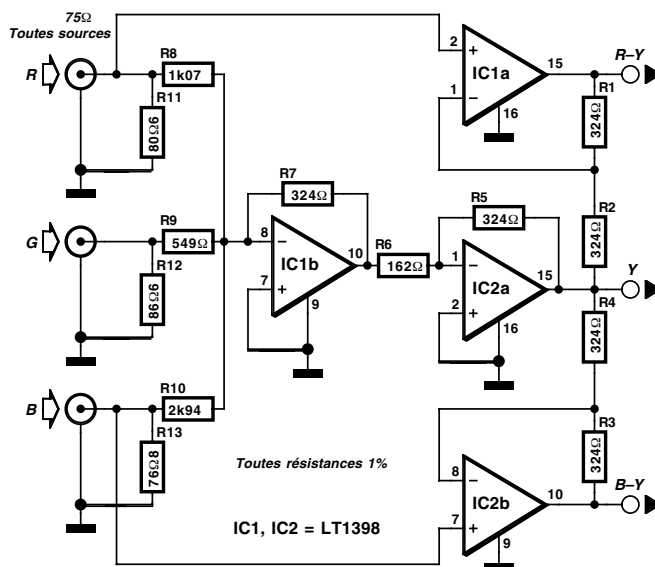 75Ω
Toutes sources
R
R8
1k07
R11
80Ω6
2
+
IC1a
15
R–Y
1
–
16
R1
324Ω
R7
324Ω
R5
324Ω
R2
324Ω
G
R9
549Ω
R12
86Ω6
8
–
IC1b
10
7
+
9
R6
162Ω
1
–
IC2a
15
2
+
16
Y
R4
324Ω
B
R10
2k94
R13
76Ω8
Toutes résistances 1%
R3
324Ω
8
–
IC2b
10
B–Y
7
+
9
IC1, IC2 = LT1398